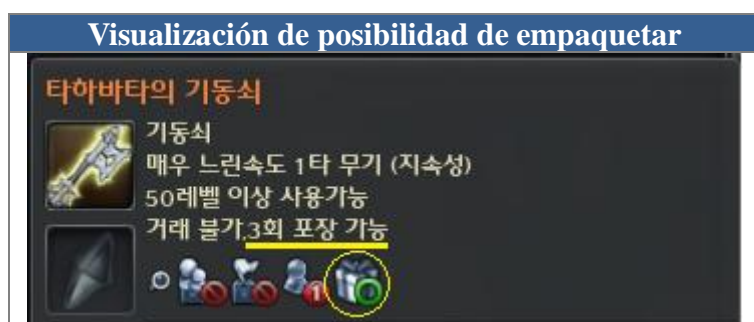 Visualización de posibilidad de empaquetar
타하바타의 기동쇠
기동쇠
매우 느린속도 1타 무기 (지속성)
50레벨 이상 사용가능
거래 불가,3회 포장 가능
1